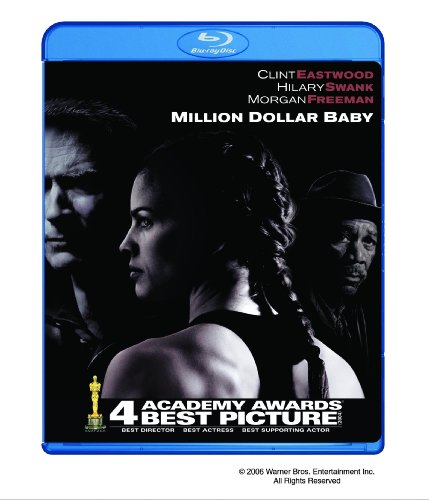 Blu-ray Disc
CLINT EASTWOOD
HILARY SWANK
MORGAN FREEMAN
MILLION DOLLAR BABY
4 ACADEMY AWARDS
BEST PICTURE 2004
BEST DIRECTOR BEST ACTRESS BEST SUPPORTING ACTOR
© 2006 Warner Bros. Entertainment Inc.
All Rights Reserved